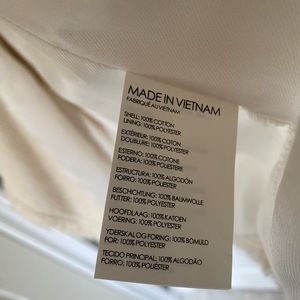 MADE IN VIETNAM
FABRIQUÉ AU VIETNAM
SHELL: 100% COTTON
LINING: 100% POLYESTER
EXTÉRIEUR: 100% COTON
DOUBLURE: 100% POLYESTER
ESTERNO: 100% COTONE
FODERA: 100% POLIESTERE
ESTRUCTURA: 100% ALGODÓN
FORRO: 100% POLIÉSTER
BESCHICHTUNG: 100% BAUMWOLLE
FUTTER: 100% POLYESTER
HOOFDLAAG: 100% KATOEN
VOERING: 100% POLYESTER
YDERSKAL OG FORING: 100% BOMULD
FOR: 100% POLYESTER
TECIDO PRINCIPAL: 100% ALGODÃO
FORRO: 100% POLIÉSTER